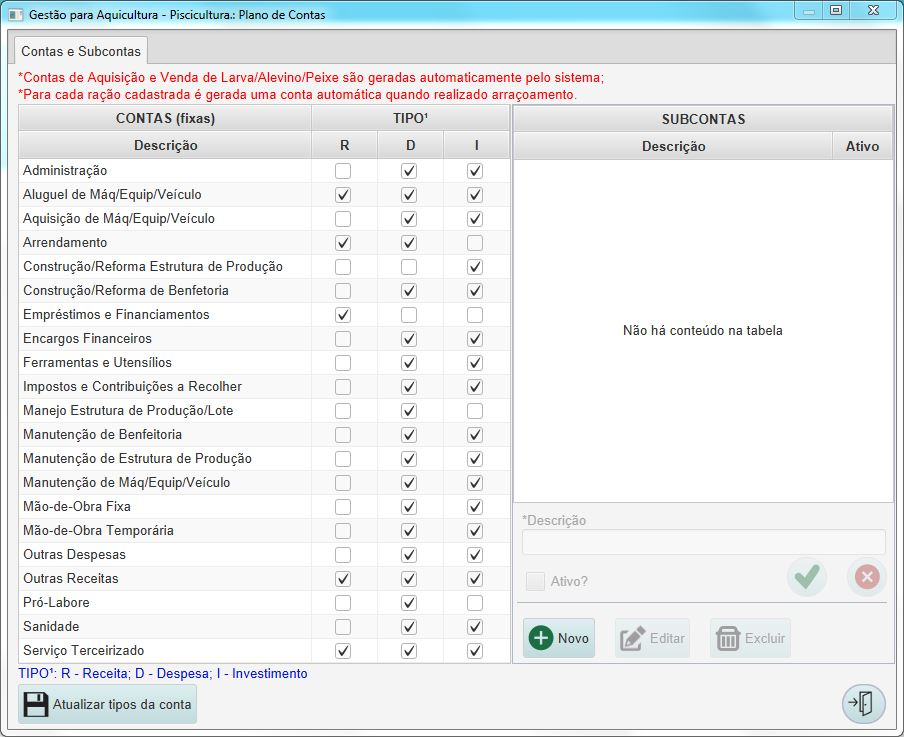 Gestão para Aquicultura - Piscicultura.: Plano de Contas
Contas e Subcontas
*Contas de Aquisição e Venda de Larva/Alevino/Peixe são geradas automaticamente pelo sistema;
*Para cada ração cadastrada é gerada uma conta automática quando realizado arraçoamento.
CONTAS (fixas) TIPO¹
Descrição R D I
Administração
Aluguel de Máq/Equip/Veículo
Aquisição de Máq/Equip/Veículo
Arrendamento
Construção/Reforma Estrutura de Produção
Construção/Reforma de Benfetoria
Empréstimos e Financiamentos
Encargos Financeiros
Ferramentas e Utensílios
Impostos e Contribuições a Recolher
Manejo Estrutura de Produção/Lote
Manutenção de Benfeitoria
Manutenção de Estrutura de Produção
Manutenção de Máq/Equip/Veículo
Mão-de-Obra Fixa
Mão-de-Obra Temporária
Outras Despesas
Outras Receitas
Pró-Labore
Sanidade
Serviço Terceirizado
TIPO¹: R - Receita; D - Despesa; I - Investimento
Atualizar tipos da conta
SUBCONTAS
Descrição Ativo
Não há conteúdo na tabela
*Descrição
Ativo?
Novo Editar Excluir